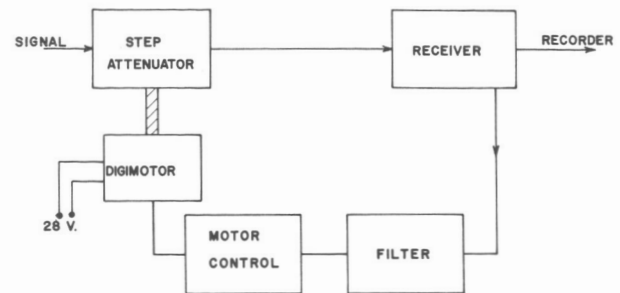 SIGNAL
STEP
ATTENUATOR
RECEIVER
RECORDER
DIGIMOTOR
28 V.
MOTOR
CONTROL
FILTER